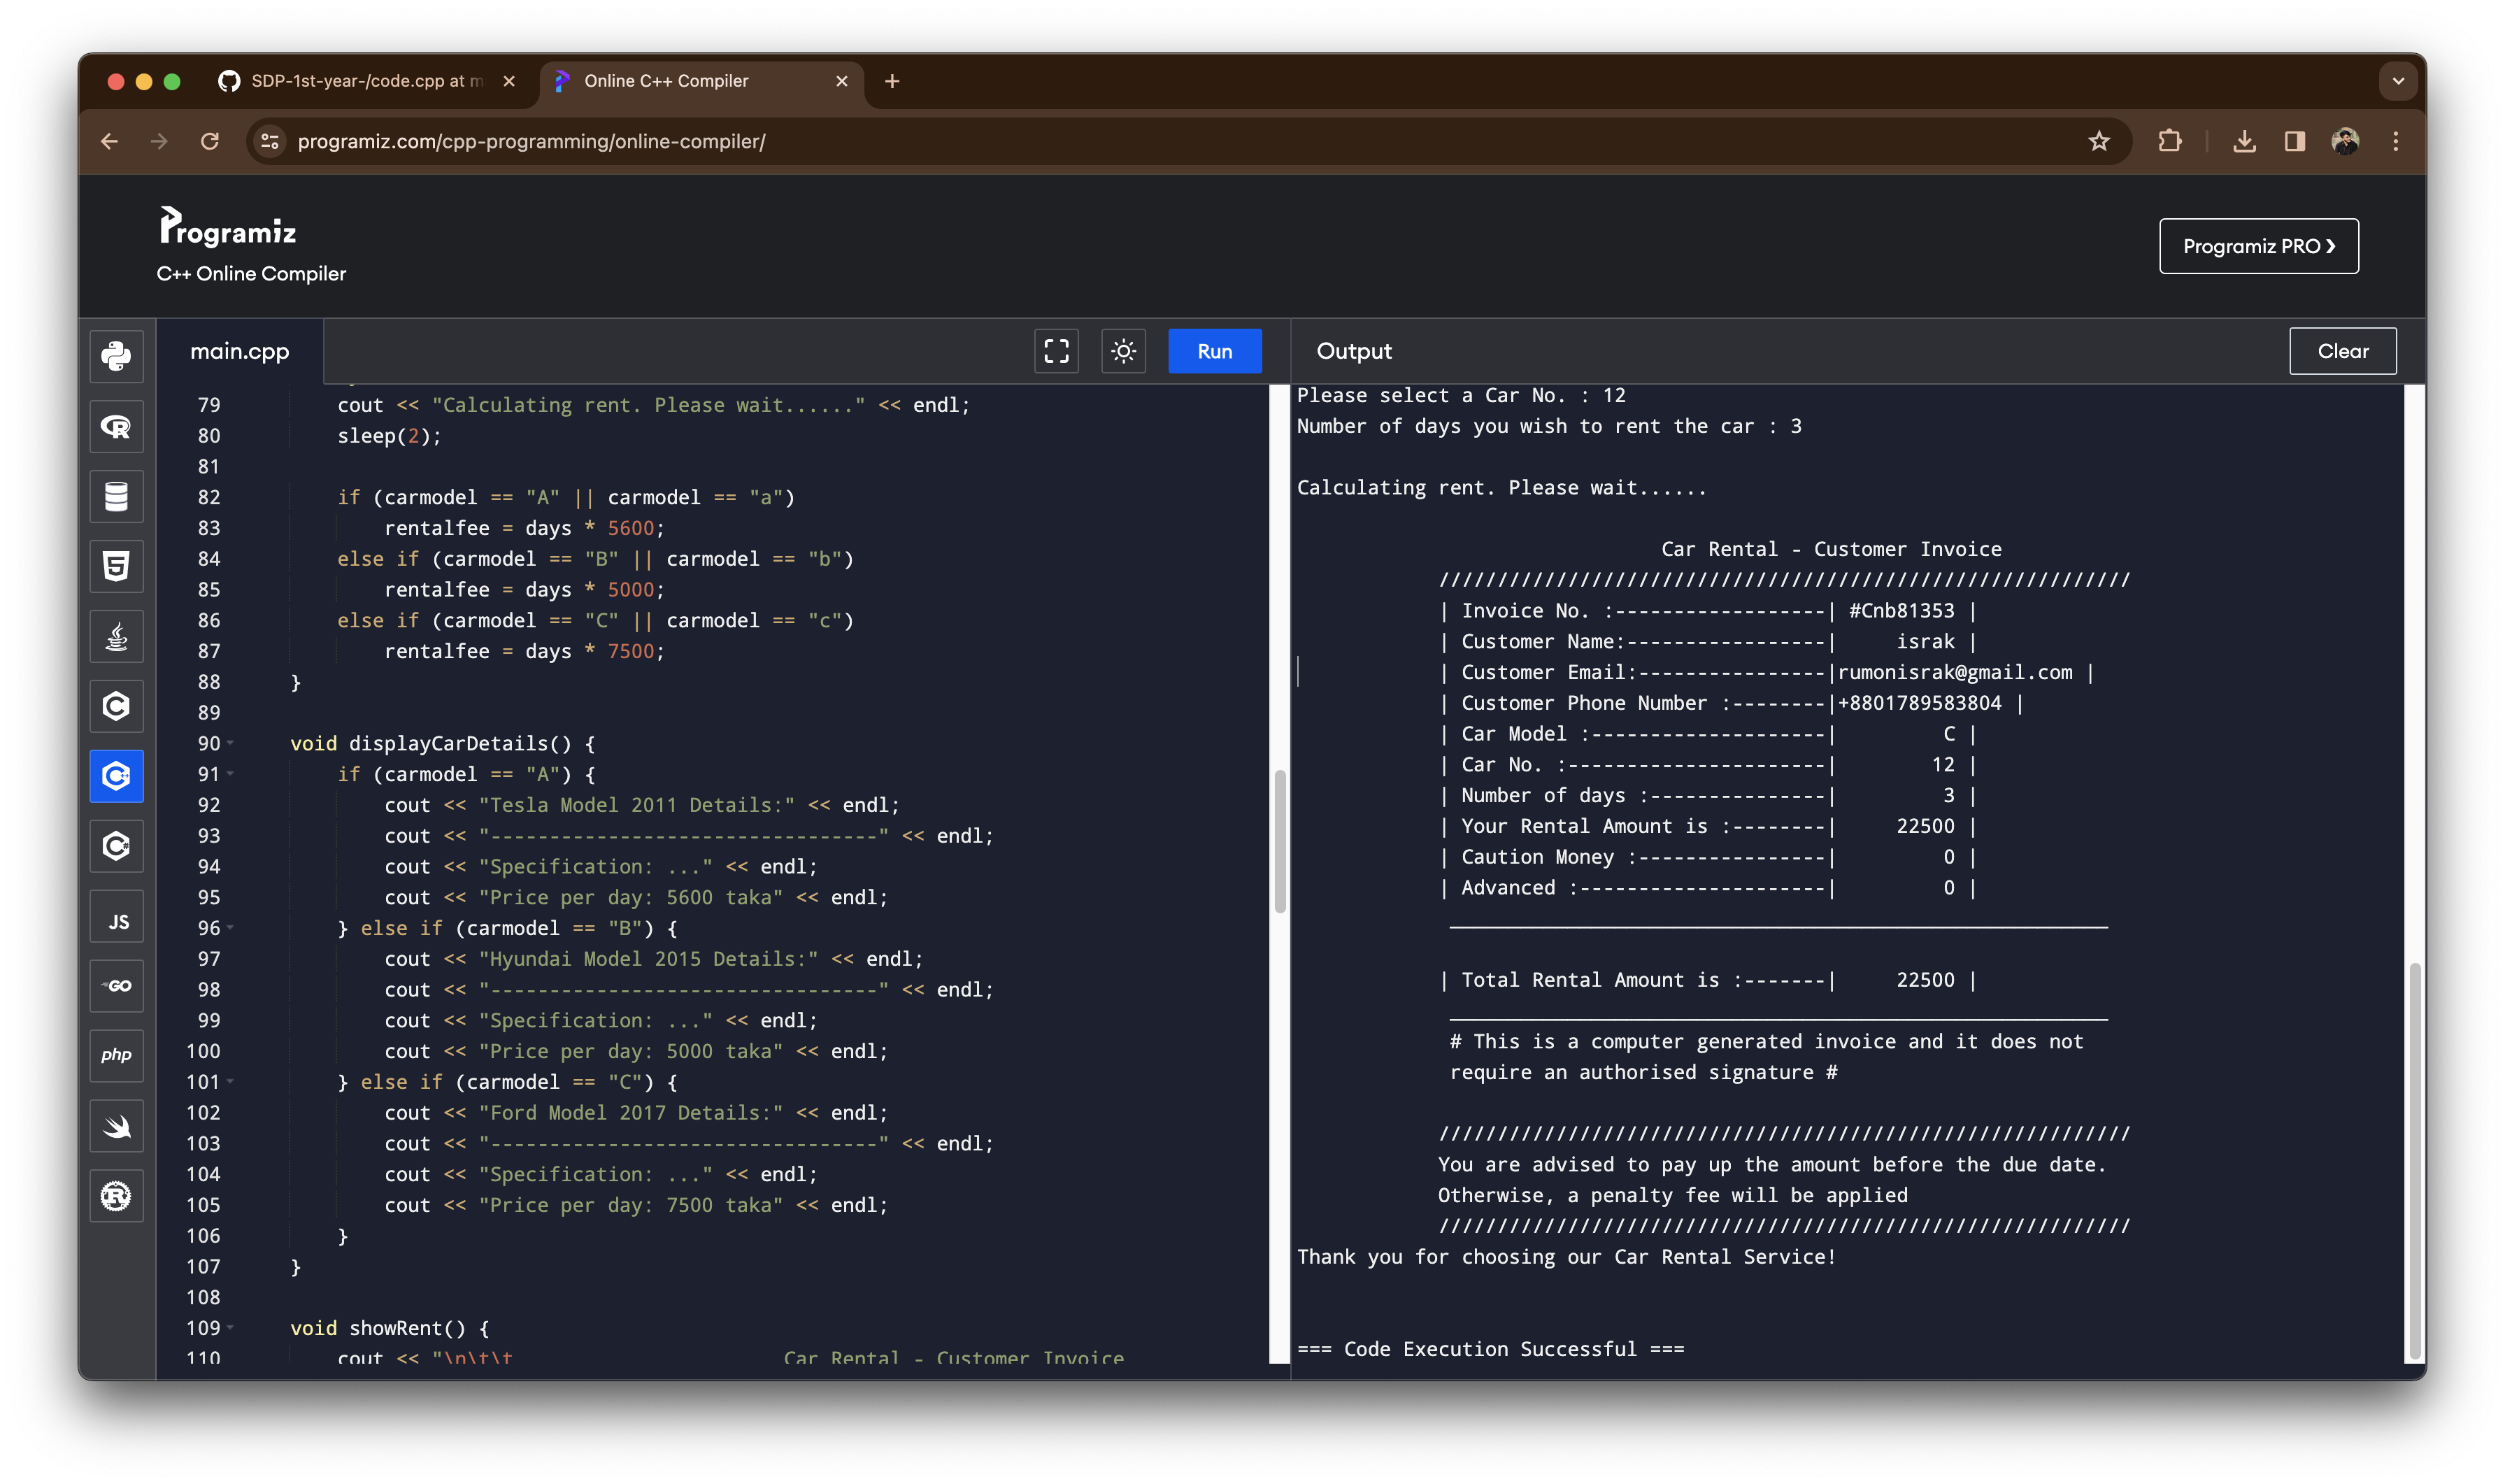 SDP-1st-year-/code.cpp at m
Online C++ Compiler
programiz.com/cpp-programming/online-compiler/
Programiz
C++ Online Compiler
Programiz PRO ❯
main.cpp
Run
Output
Clear
79 cout << "Calculating rent. Please wait......" << endl;
80 sleep(2);
81
82 if (carmodel == "A" || carmodel == "a")
83 rentalfee = days * 5600;
84 else if (carmodel == "B" || carmodel == "b")
85 rentalfee = days * 5000;
86 else if (carmodel == "C" || carmodel == "c")
87 rentalfee = days * 7500;
88 }
89
90 void displayCarDetails() {
91 if (carmodel == "A") {
92 cout << "Tesla Model 2011 Details:" << endl;
93 cout << "---------------------------------" << endl;
94 cout << "Specification: ..." << endl;
95 cout << "Price per day: 5600 taka" << endl;
96 } else if (carmodel == "B") {
97 cout << "Hyundai Model 2015 Details:" << endl;
98 cout << "---------------------------------" << endl;
99 cout << "Specification: ..." << endl;
100 cout << "Price per day: 5000 taka" << endl;
101 } else if (carmodel == "C") {
102 cout << "Ford Model 2017 Details:" << endl;
103 cout << "---------------------------------" << endl;
104 cout << "Specification: ..." << endl;
105 cout << "Price per day: 7500 taka" << endl;
106 }
107 }
108
109 void showRent() {
110 cout << "\n\t\t Car Rental - Customer Invoice
Please select a Car No. : 12
Number of days you wish to rent the car : 3
Calculating rent. Please wait......
Car Rental - Customer Invoice
///////////////////////////////////////////////////////////
| Invoice No. :------------------| #Cnb81353 |
| Customer Name:-----------------| israk |
| Customer Email:----------------|rumonisrak@gmail.com |
| Customer Phone Number :--------|+8801789583804 |
| Car Model :--------------------| C |
| Car No. :----------------------| 12 |
| Number of days :---------------| 3 |
| Your Rental Amount is :--------| 22500 |
| Caution Money :----------------| 0 |
| Advanced :---------------------| 0 |
________________________________________________________
| Total Rental Amount is :-------| 22500 |
________________________________________________________
# This is a computer generated invoice and it does not
require an authorised signature #
///////////////////////////////////////////////////////////
You are advised to pay up the amount before the due date.
Otherwise, a penalty fee will be applied
///////////////////////////////////////////////////////////
Thank you for choosing our Car Rental Service!
=== Code Execution Successful ===
R
5
C
C++
C#
JS
GO
php
R